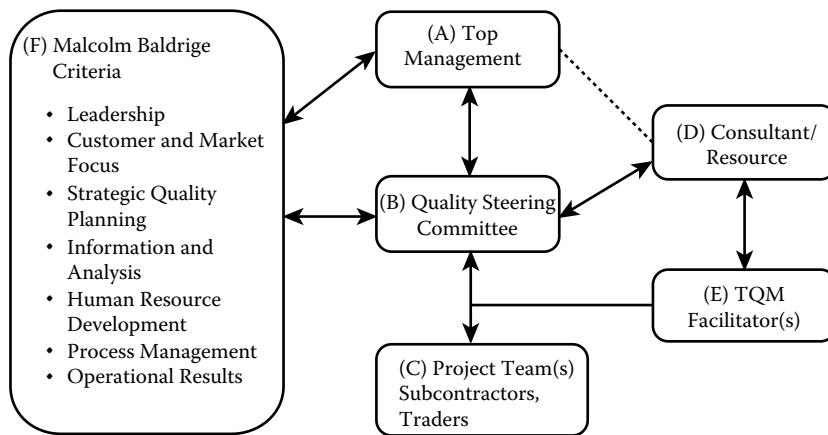 (F) Malcolm Baldrige
Criteria
• Leadership
• Customer and Market
Focus
• Strategic Quality
Planning
• Information and
Analysis
• Human Resource
Development
• Process Management
• Operational Results
(A) Top
Management
(B) Quality Steering
Committee
(C) Project Team(s)
Subcontractors,
Traders
(D) Consultant/
Resource
(E) TQM
Facilitator(s)